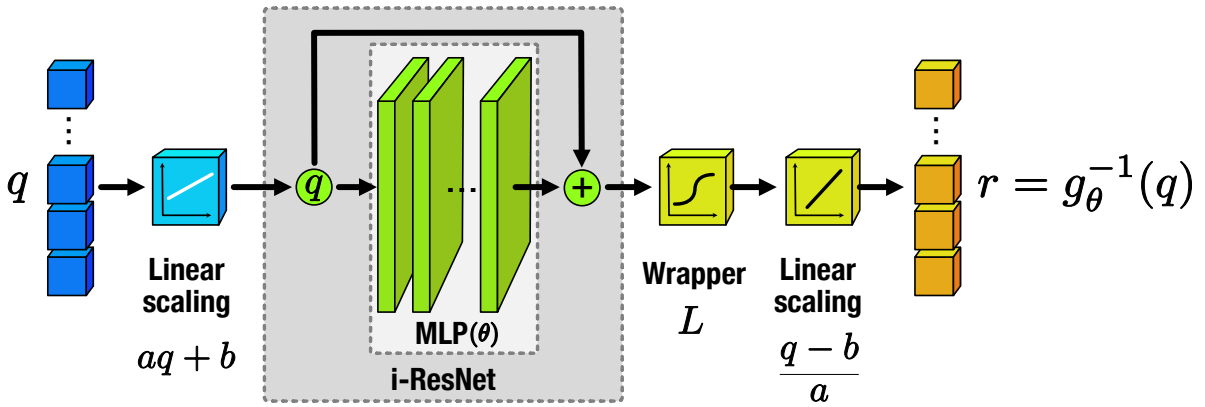 q
⋮
Linear
scaling
aq + b
q
...
+
MLP(θ)
i-ResNet
Wrapper
L
Linear
scaling
q − b
a
⋮
r = g_θ^{-1}(q)